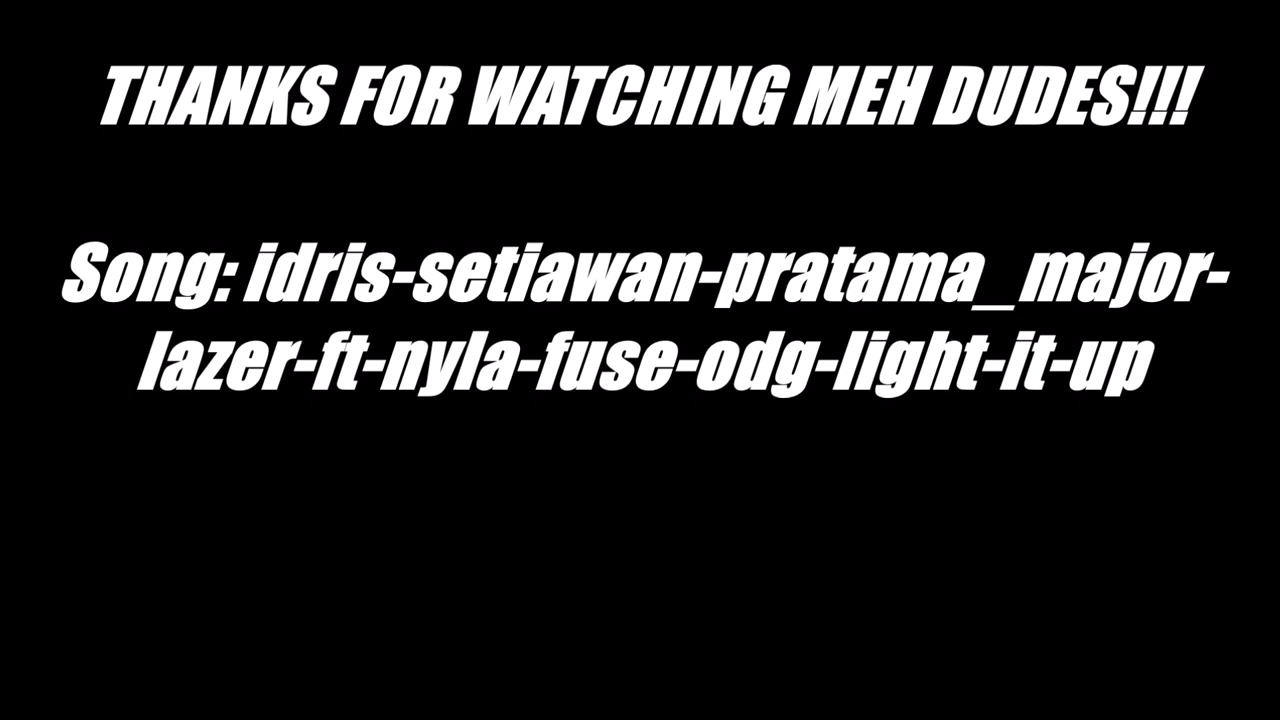 THANKS FOR WATCHING MEH DUDES!!!
Song: idris-setiawan-pratama_major-
lazer-ft-nyla-fuse-odg-light-it-up